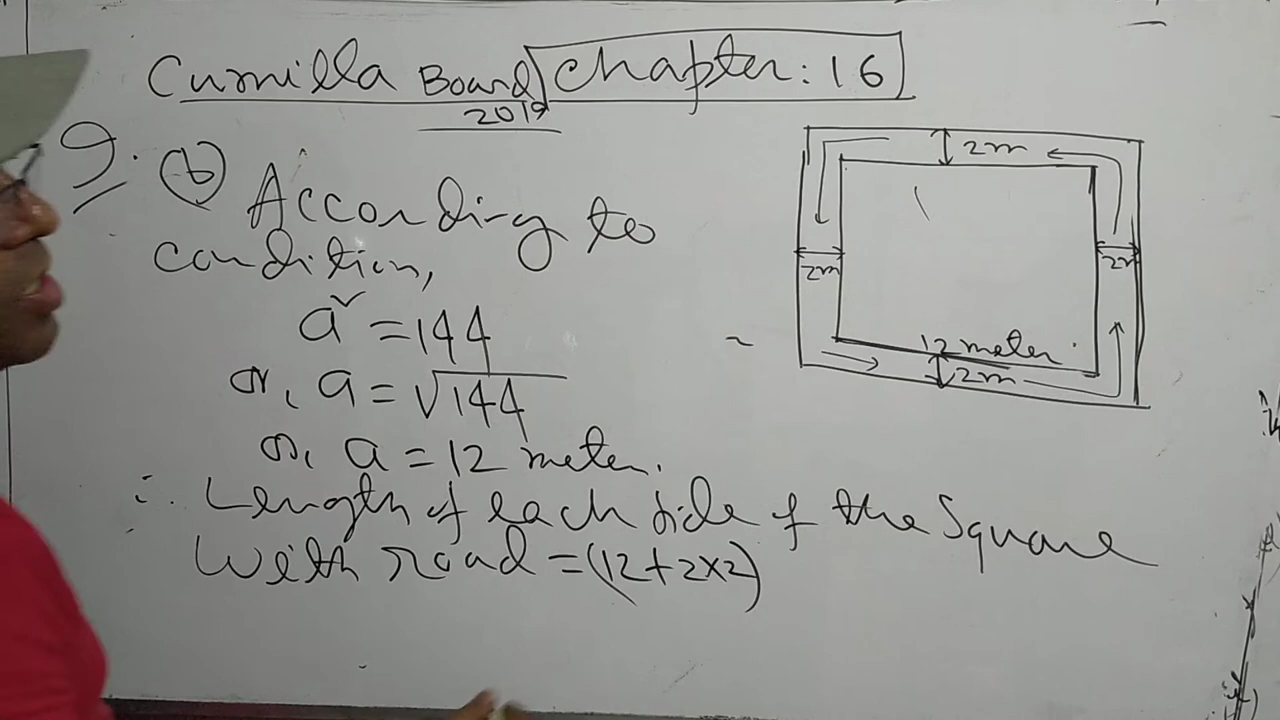 Cumilla Board Chapter: 16
2019
9. (b) According to
condition,
a² = 144
or, a = √144
or, a = 12 meter.
∴ Length of each side of the Square
With road = (12+2×2)
2m
2m
2m
12 meter
2m